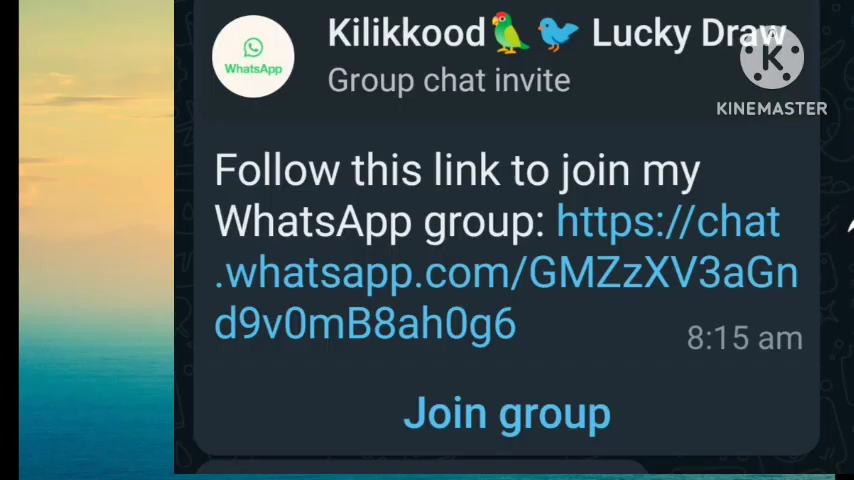 WhatsApp
Kilikkood🦜🐦 Lucky Draw
Group chat invite
KINEMASTER
Follow this link to join my
WhatsApp group: https://chat
.whatsapp.com/GMZzXV3aGn
d9v0mB8ah0g6
8:15 am
Join group